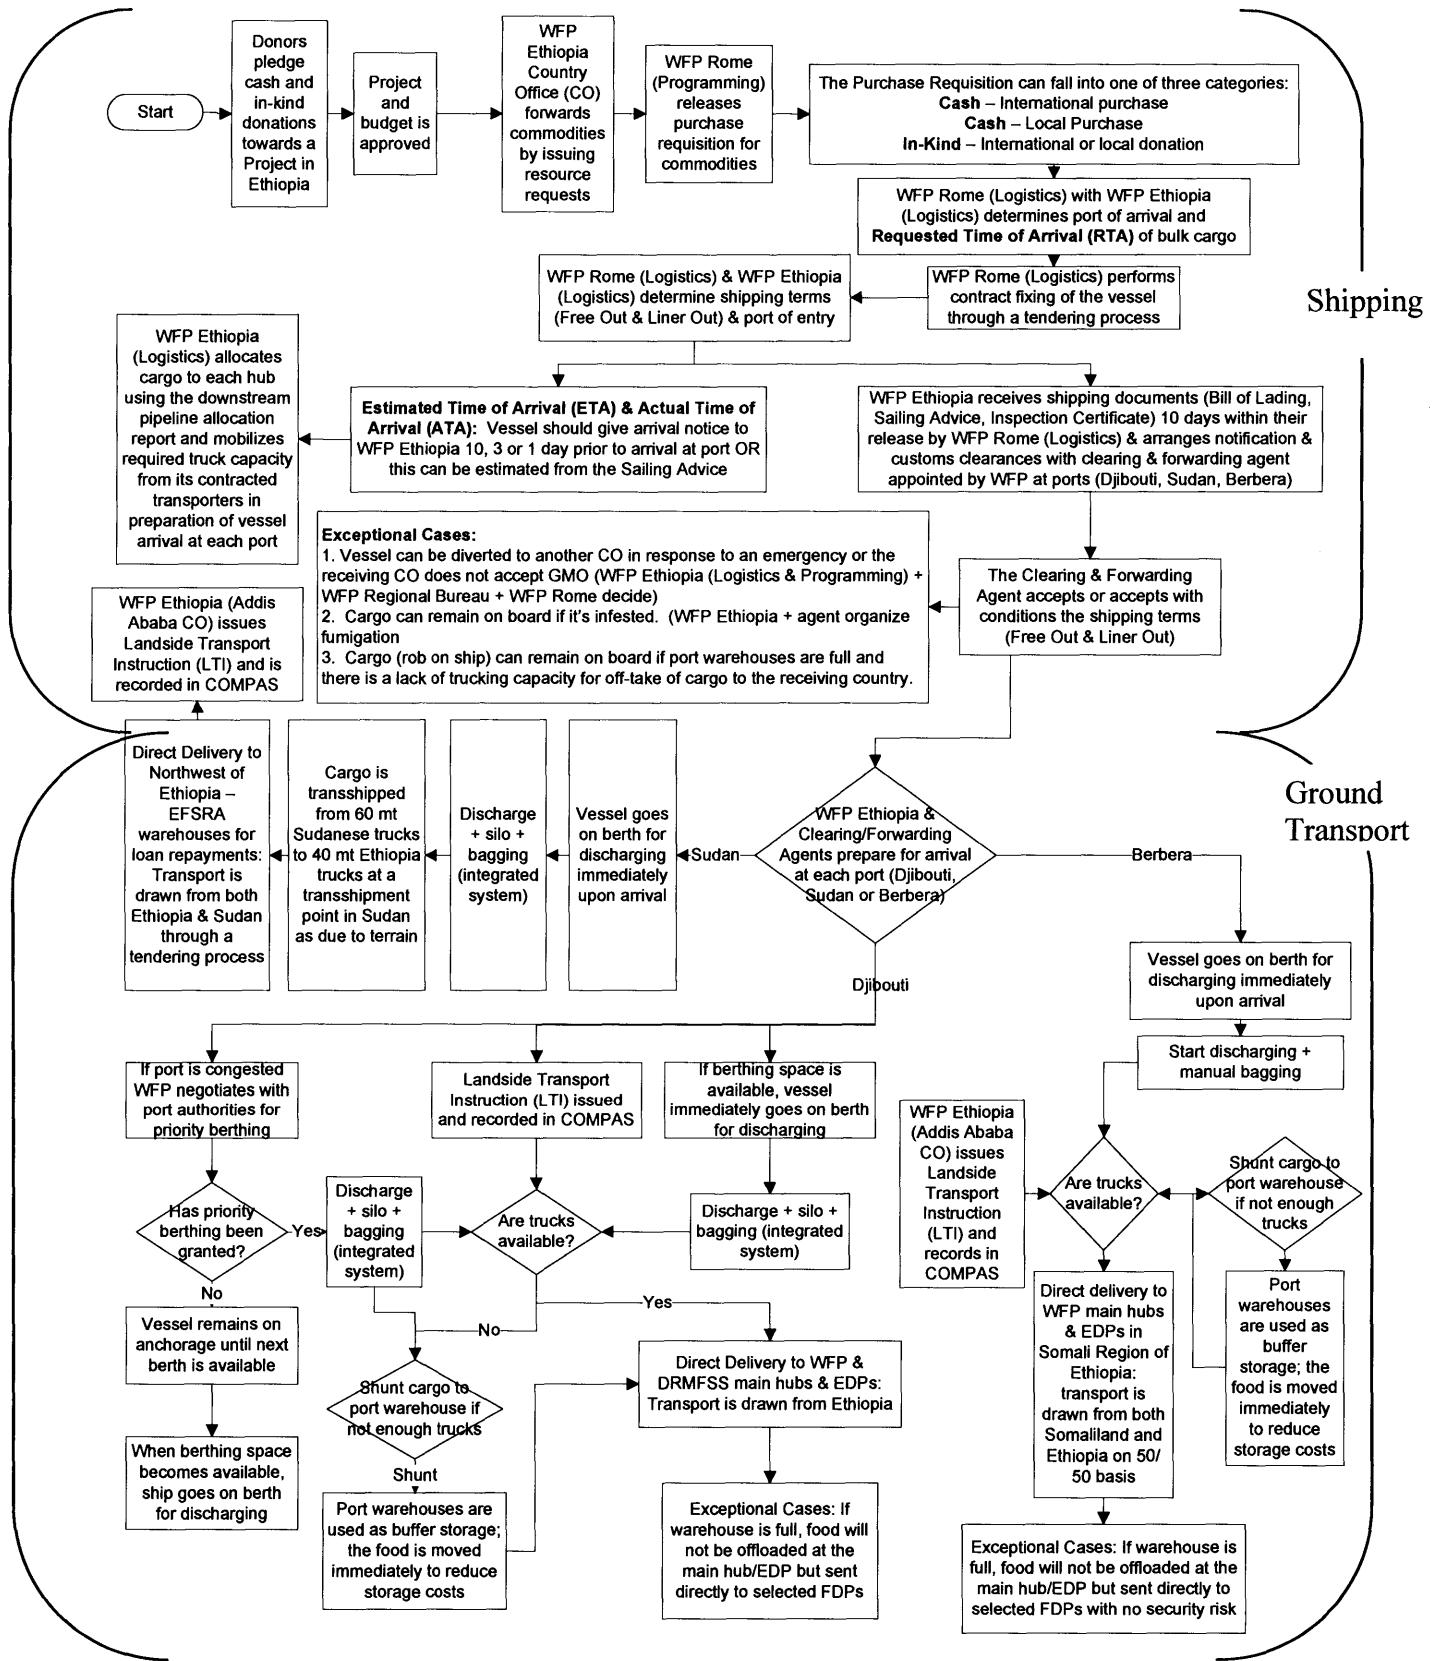 Start
Donors
pledge
cash and
in-kind
donations
towards a
Project in
Ethiopia
Project
and
budget is
approved
WFP
Ethiopia
Country
Office (CO)
forwards
commodities
by issuing
resource
requests
WFP Rome
(Programming)
releases
purchase
requisition for
commodities
The Purchase Requisition can fall into one of three categories:
Cash – International purchase
Cash – Local Purchase
In-Kind – International or local donation
WFP Rome (Logistics) with WFP Ethiopia
(Logistics) determines port of arrival and
Requested Time of Arrival (RTA) of bulk cargo
WFP Rome (Logistics) performs
contract fixing of the vessel
through a tendering process
WFP Rome (Logistics) & WFP Ethiopia
(Logistics) determine shipping terms
(Free Out & Liner Out) & port of entry
Shipping
WFP Ethiopia
(Logistics) allocates
cargo to each hub
using the downstream
pipeline allocation
report and mobilizes
required truck capacity
from its contracted
transporters in
preparation of vessel
arrival at each port
Estimated Time of Arrival (ETA) & Actual Time of
Arrival (ATA): Vessel should give arrival notice to
WFP Ethiopia 10, 3 or 1 day prior to arrival at port OR
this can be estimated from the Sailing Advice
WFP Ethiopia receives shipping documents (Bill of Lading,
Sailing Advice, Inspection Certificate) 10 days within their
release by WFP Rome (Logistics) & arranges notification &
customs clearances with clearing & forwarding agent
appointed by WFP at ports (Djibouti, Sudan, Berbera)
Exceptional Cases:
1. Vessel can be diverted to another CO in response to an emergency or the
receiving CO does not accept GMO (WFP Ethiopia (Logistics & Programming) +
WFP Regional Bureau + WFP Rome decide)
2. Cargo can remain on board if it's infested. (WFP Ethiopia + agent organize
fumigation
3. Cargo (rob on ship) can remain on board if port warehouses are full and
there is a lack of trucking capacity for off-take of cargo to the receiving country.
The Clearing & Forwarding
Agent accepts or accepts with
conditions the shipping terms
(Free Out & Liner Out)
WFP Ethiopia (Addis
Ababa CO) issues
Landside Transport
Instruction (LTI) and is
recorded in COMPAS
Direct Delivery to
Northwest of
Ethiopia –
EFSRA
warehouses for
loan repayments:
Transport is
drawn from both
Ethiopia & Sudan
through a
tendering process
Cargo is
transshipped
from 60 mt
Sudanese trucks
to 40 mt Ethiopia
trucks at a
transshipment
point in Sudan
as due to terrain
Discharge
+ silo +
bagging
(integrated
system)
Vessel goes
on berth for
discharging
immediately
upon arrival
Sudan
WFP Ethiopia &
Clearing/Forwarding
Agents prepare for arrival
at each port (Djibouti,
Sudan or Berbera)
Berbera
Djibouti
Ground
Transport
Vessel goes on berth for
discharging immediately
upon arrival
Start discharging +
manual bagging
If port is congested
WFP negotiates with
port authorities for
priority berthing
Landside Transport
Instruction (LTI) issued
and recorded in COMPAS
If berthing space is
available, vessel
immediately goes on berth
for discharging
WFP Ethiopia
(Addis Ababa
CO) issues
Landside
Transport
Instruction
(LTI) and
records in
COMPAS
Are trucks
available?
Shunt cargo to
port warehouse
if not enough
trucks
Has priority
berthing been
granted?
Yes
Discharge
+ silo +
bagging
(integrated
system)
Are trucks
available?
Discharge + silo +
bagging (integrated
system)
No
Vessel remains on
anchorage until next
berth is available
When berthing space
becomes available,
ship goes on berth
for discharging
No
Yes
Shunt cargo to
port warehouse if
not enough trucks
Shunt
Port warehouses are
used as buffer storage;
the food is moved
immediately to reduce
storage costs
Direct Delivery to WFP &
DRMFSS main hubs & EDPs:
Transport is drawn from Ethiopia
Exceptional Cases: If
warehouse is full, food will
not be offloaded at the
main hub/EDP but sent
directly to selected FDPs
Direct delivery to
WFP main hubs
& EDPs in
Somali Region of
Ethiopia:
transport is
drawn from both
Somaliland and
Ethiopia on 50/
50 basis
Port
warehouses
are used as
buffer
storage; the
food is moved
immediately
to reduce
storage costs
Exceptional Cases: If warehouse is
full, food will not be offloaded at the
main hub/EDP but sent directly to
selected FDPs with no security risk